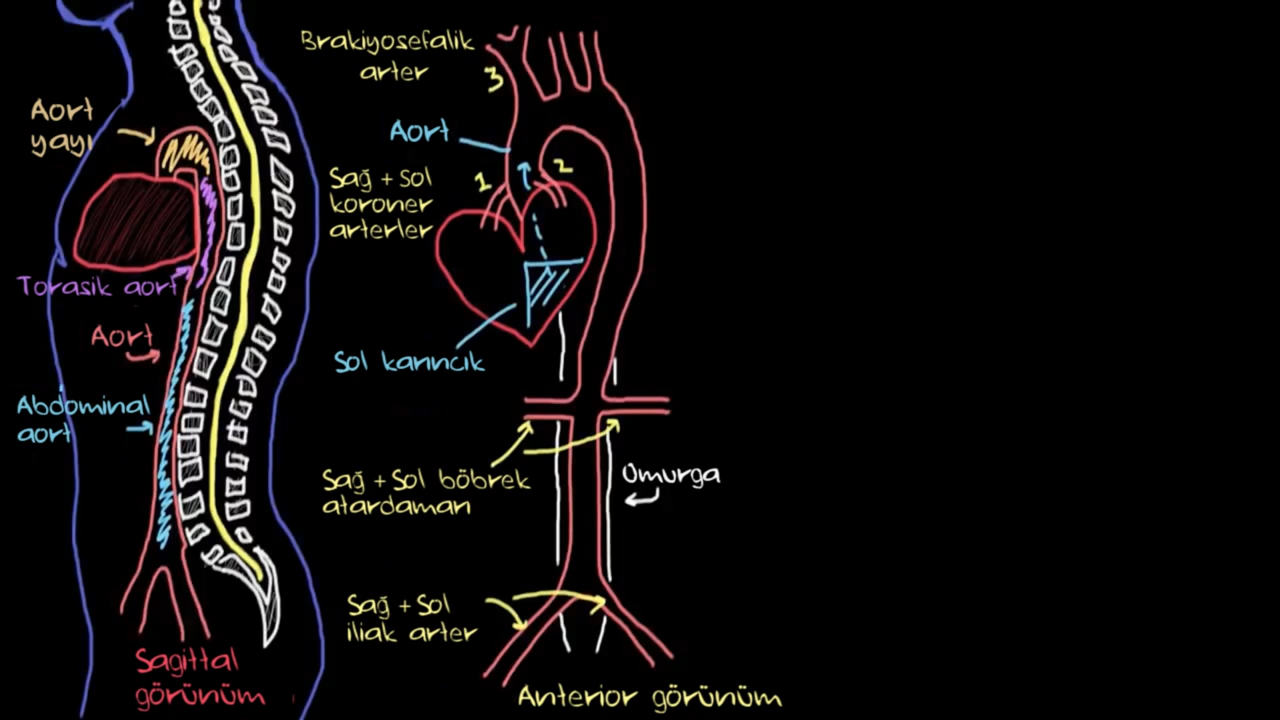 Aort
yayı
Torasik aort
Aort
Abdominal
aort
Sagittal
görünüm
Brakiyosefalik
arter
3
Aort
Sağ + Sol
koroner
arterler
1
2
Sol karıncık
Sağ + Sol böbrek
atardamarı
Omurga
Sağ + Sol
iliak arter
Anterior görünüm